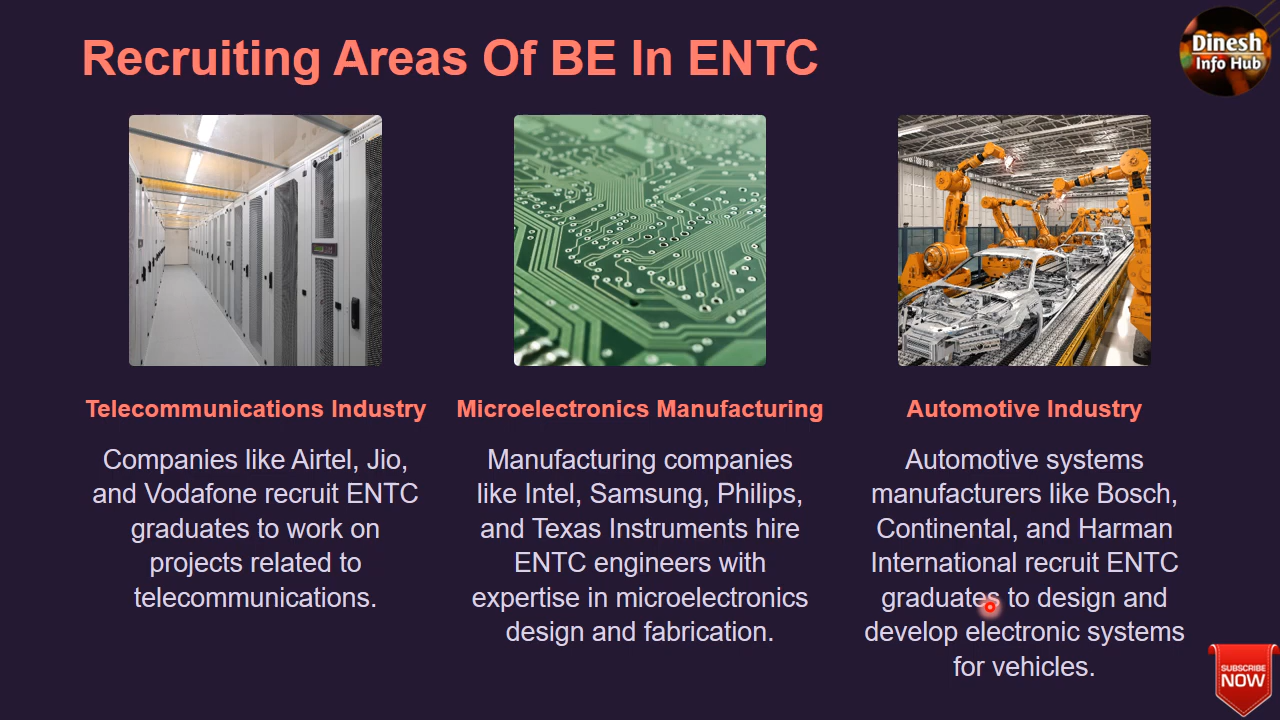 Recruiting Areas Of BE In ENTC
Dinesh
Info Hub
Telecommunications Industry
Companies like Airtel, Jio,
and Vodafone recruit ENTC
graduates to work on
projects related to
telecommunications.
Microelectronics Manufacturing
Manufacturing companies
like Intel, Samsung, Philips,
and Texas Instruments hire
ENTC engineers with
expertise in microelectronics
design and fabrication.
Automotive Industry
Automotive systems
manufacturers like Bosch,
Continental, and Harman
International recruit ENTC
graduates to design and
develop electronic systems
for vehicles.
SUBSCRIBE
NOW